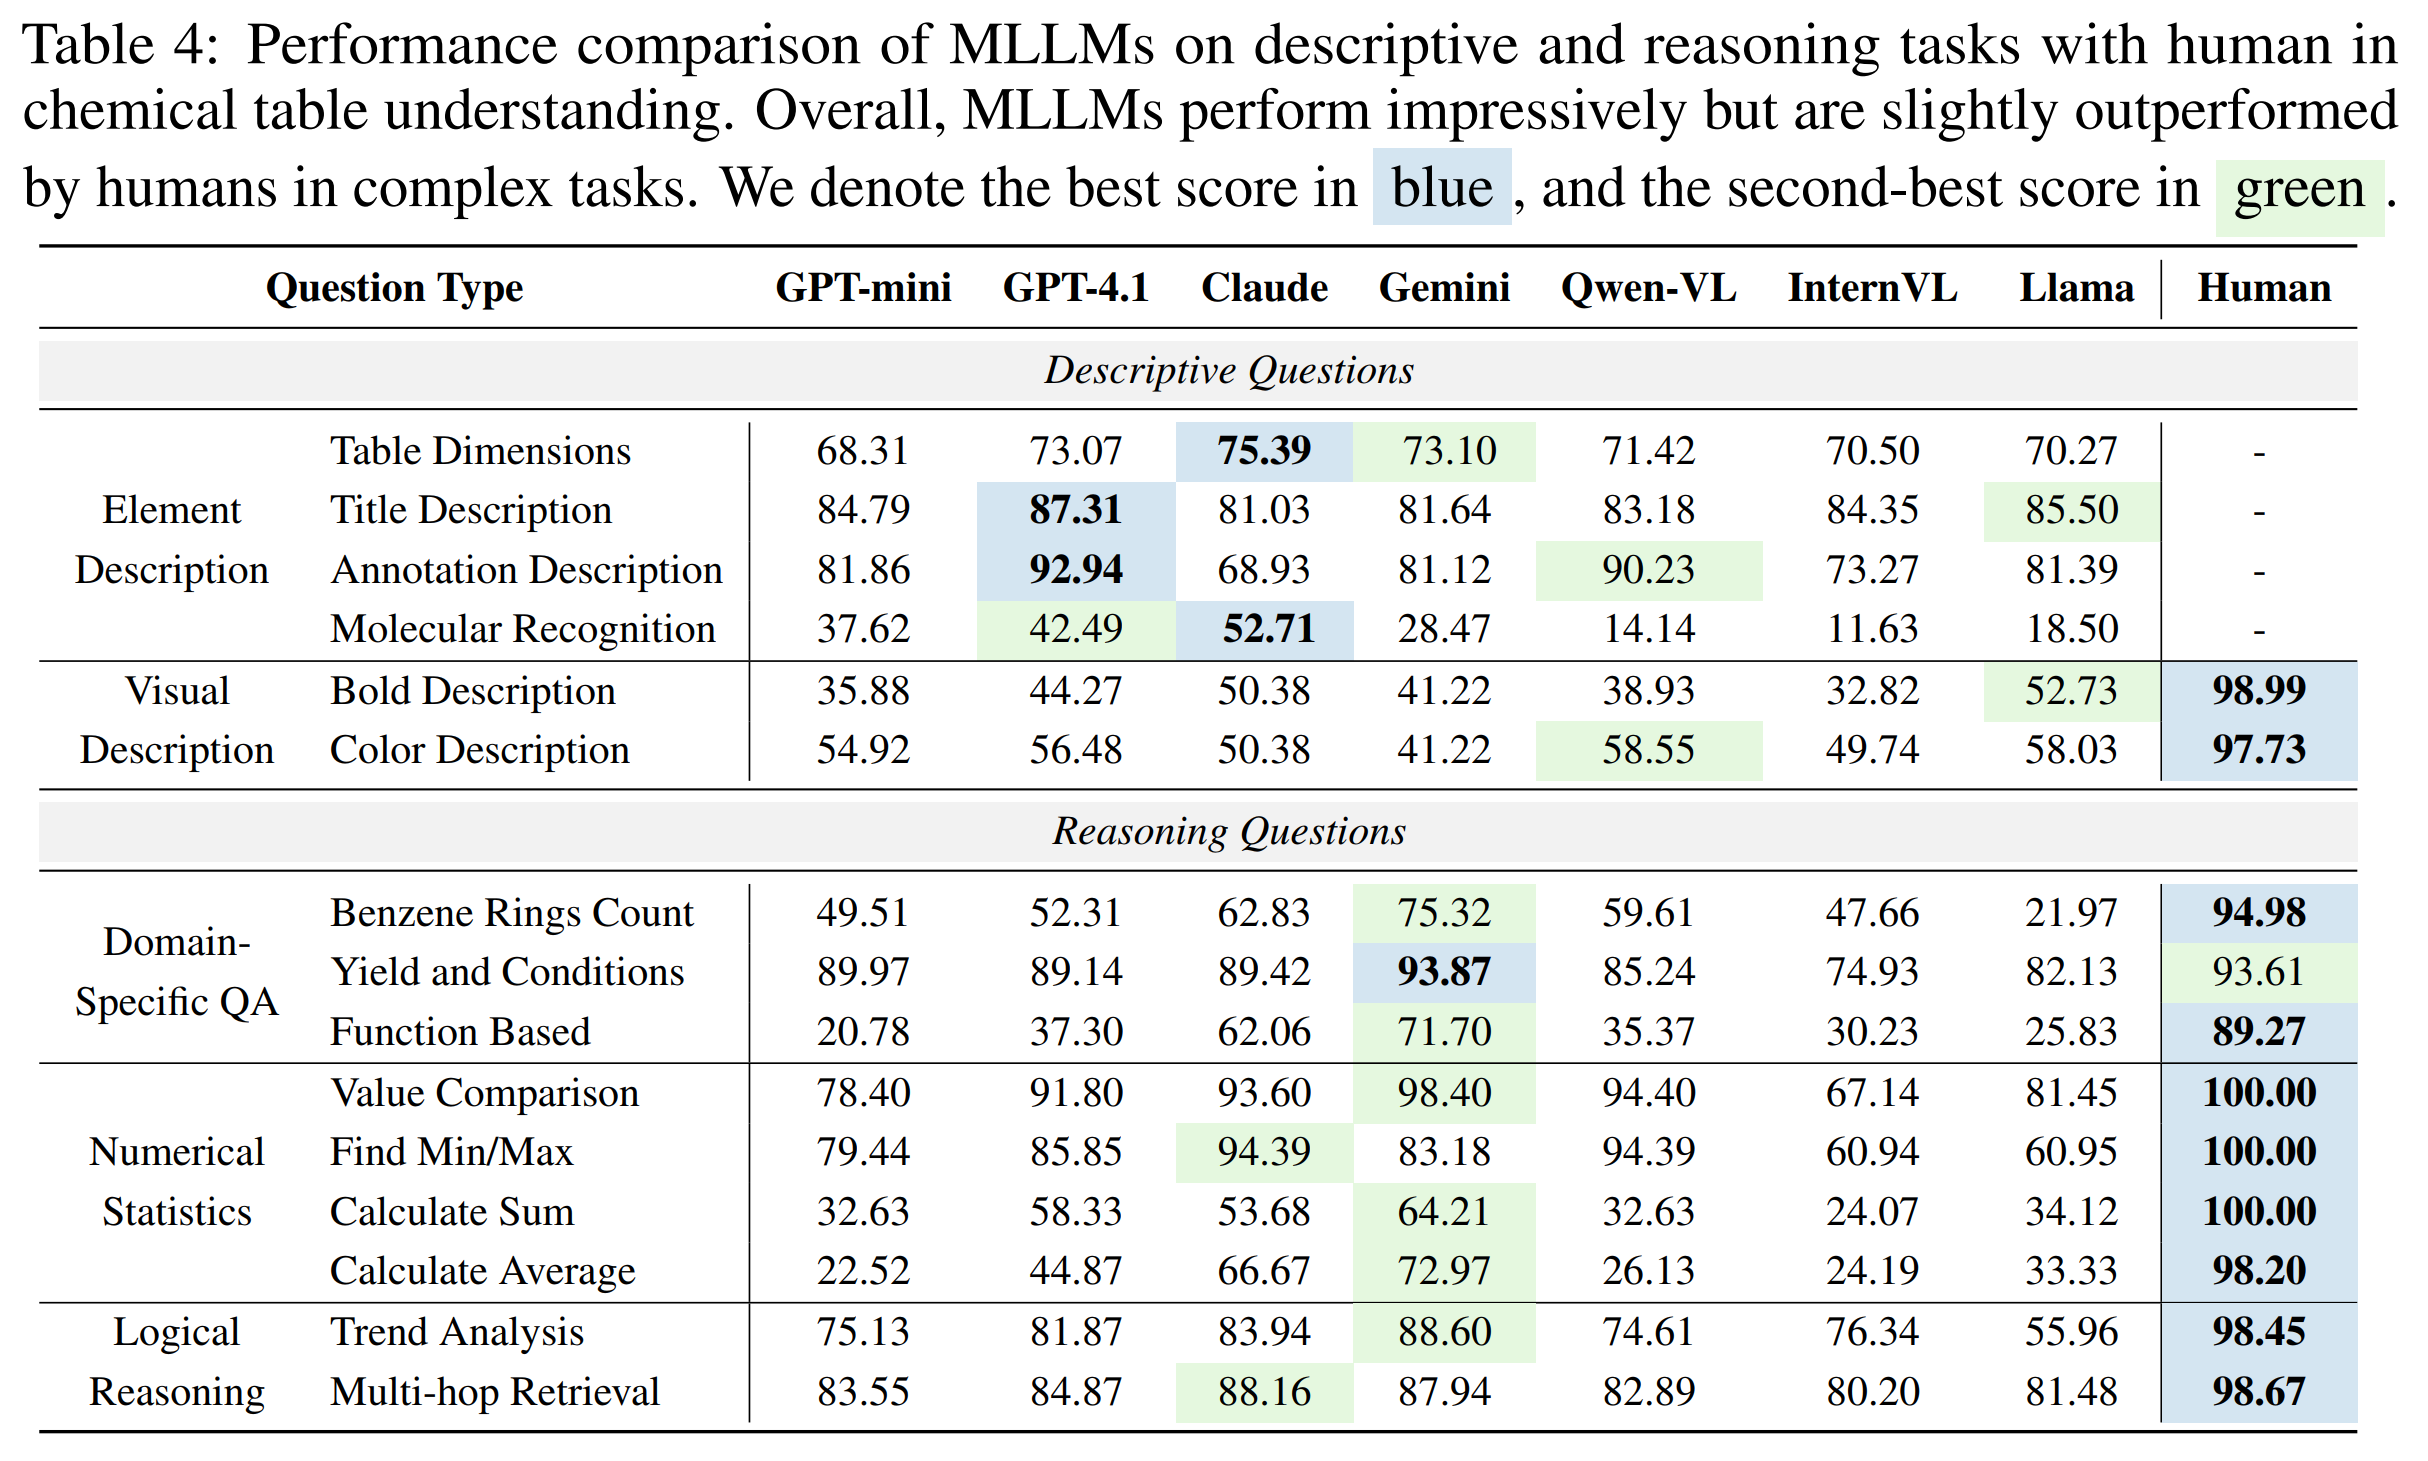 Table 4: Performance comparison of MLLMs on descriptive and reasoning tasks with human in
chemical table understanding. Overall, MLLMs perform impressively but are slightly outperformed
by humans in complex tasks. We denote the best score in blue, and the second-best score in green.
Question Type GPT-mini GPT-4.1 Claude Gemini Qwen-VL InternVL Llama Human
Descriptive Questions
Element Description
Table Dimensions 68.31 73.07 75.39 73.10 71.42 70.50 70.27 -
Title Description 84.79 87.31 81.03 81.64 83.18 84.35 85.50 -
Annotation Description 81.86 92.94 68.93 81.12 90.23 73.27 81.39 -
Molecular Recognition 37.62 42.49 52.71 28.47 14.14 11.63 18.50 -
Visual Description
Bold Description 35.88 44.27 50.38 41.22 38.93 32.82 52.73 98.99
Color Description 54.92 56.48 50.38 41.22 58.55 49.74 58.03 97.73
Reasoning Questions
Domain-Specific QA
Benzene Rings Count 49.51 52.31 62.83 75.32 59.61 47.66 21.97 94.98
Yield and Conditions 89.97 89.14 89.42 93.87 85.24 74.93 82.13 93.61
Function Based 20.78 37.30 62.06 71.70 35.37 30.23 25.83 89.27
Numerical Statistics
Value Comparison 78.40 91.80 93.60 98.40 94.40 67.14 81.45 100.00
Find Min/Max 79.44 85.85 94.39 83.18 94.39 60.94 60.95 100.00
Calculate Sum 32.63 58.33 53.68 64.21 32.63 24.07 34.12 100.00
Calculate Average 22.52 44.87 66.67 72.97 26.13 24.19 33.33 98.20
Logical Reasoning
Trend Analysis 75.13 81.87 83.94 88.60 74.61 76.34 55.96 98.45
Multi-hop Retrieval 83.55 84.87 88.16 87.94 82.89 80.20 81.48 98.67